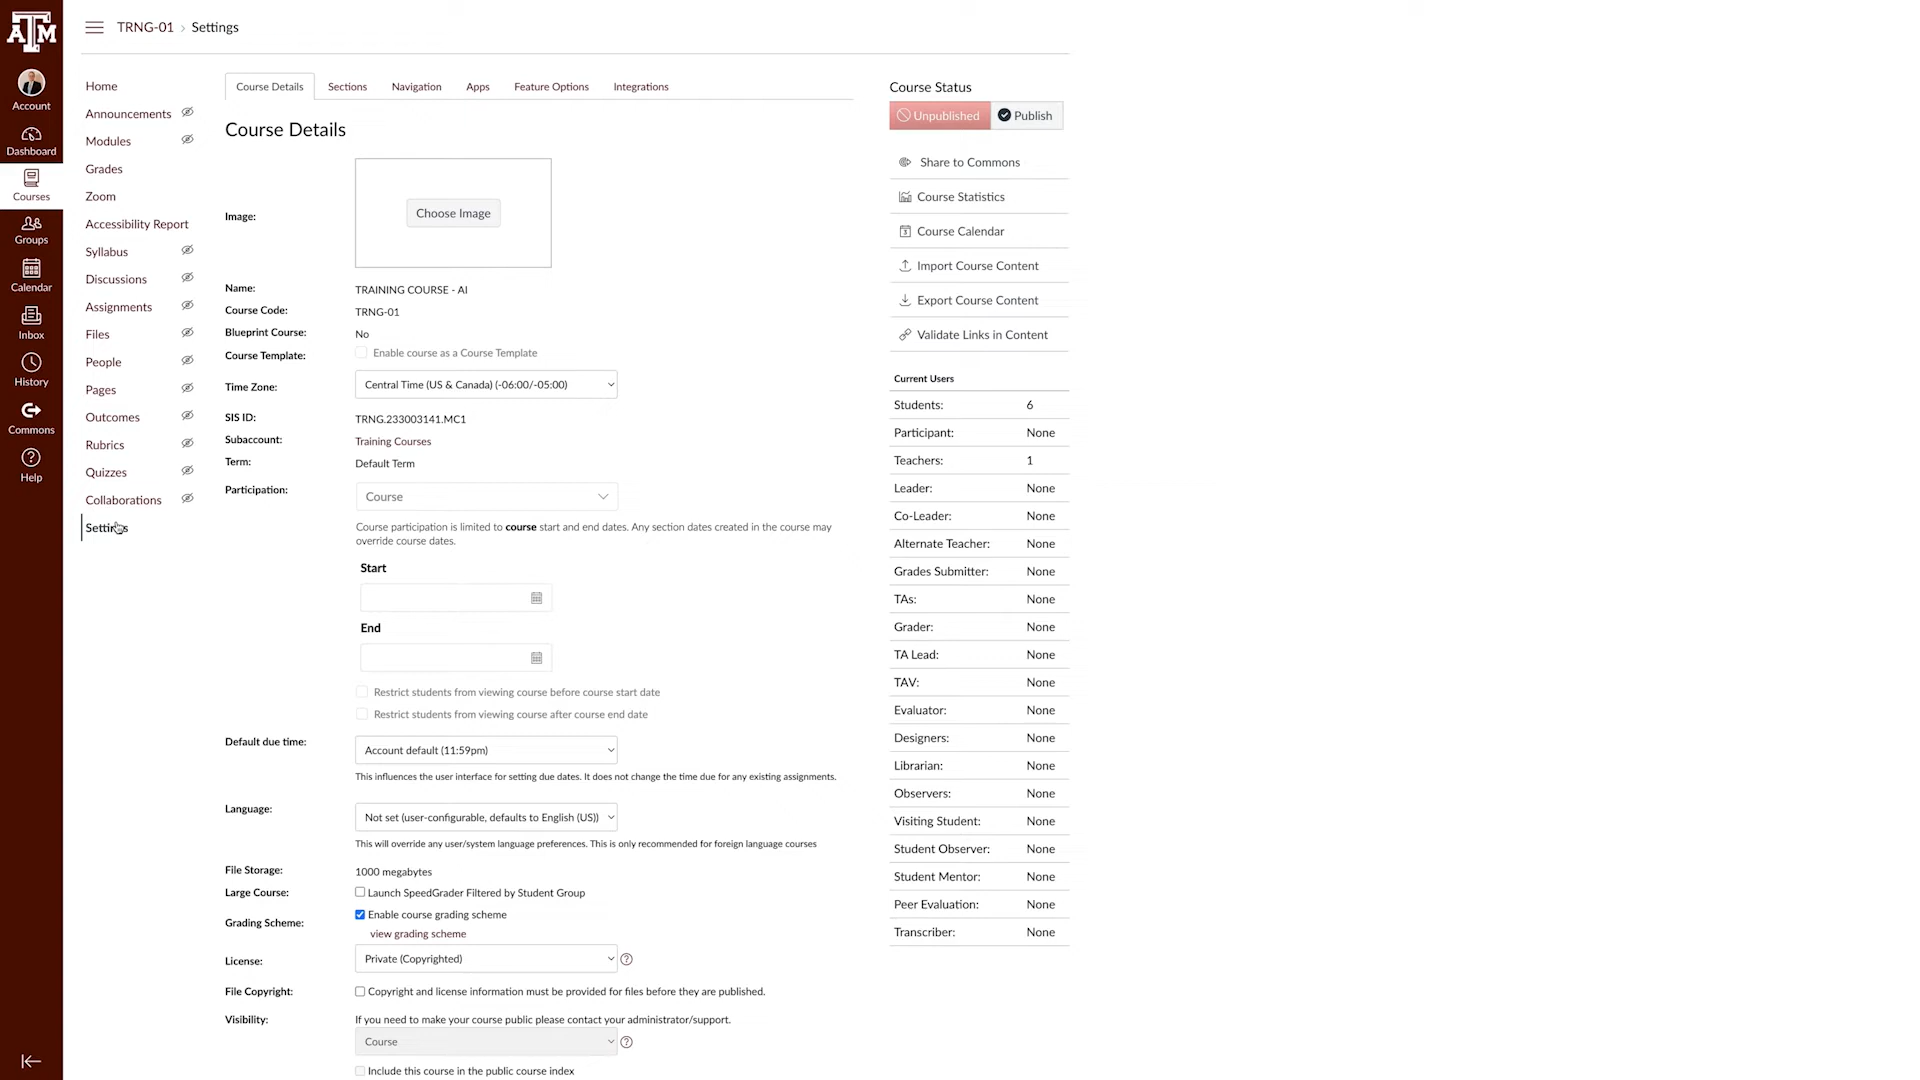 TRNG-01 › Settings
ATM
Account
Dashboard
Courses
Groups
Calendar
Inbox
History
Commons
Help
Home
Announcements
Modules
Grades
Zoom
Accessibility Report
Syllabus
Discussions
Assignments
Files
People
Pages
Outcomes
Rubrics
Quizzes
Collaborations
Settings
Course Details Sections Navigation Apps Feature Options Integrations
Course Details
Image: Choose Image
Name: TRAINING COURSE - AI
Course Code: TRNG-01
Blueprint Course: No
Course Template: Enable course as a Course Template
Time Zone: Central Time (US & Canada) (-06:00/-05:00)
SIS ID: TRNG.233003141.MC1
Subaccount: Training Courses
Term: Default Term
Participation: Course
Course participation is limited to course start and end dates. Any section dates created in the course may
override course dates.
Start
End
Restrict students from viewing course before course start date
Restrict students from viewing course after course end date
Default due time: Account default (11:59pm)
This influences the user interface for setting due dates. It does not change the time due for any existing assignments.
Language: Not set (user-configurable, defaults to English (US))
This will override any user/system language preferences. This is only recommended for foreign language courses
File Storage: 1000 megabytes
Large Course: Launch SpeedGrader Filtered by Student Group
Grading Scheme: Enable course grading scheme
view grading scheme
License: Private (Copyrighted)
File Copyright: Copyright and license information must be provided for files before they are published.
Visibility: If you need to make your course public please contact your administrator/support.
Course
Include this course in the public course index
Course Status
Unpublished Publish
Share to Commons
Course Statistics
Course Calendar
Import Course Content
Export Course Content
Validate Links in Content
Current Users
Students: 6
Participant: None
Teachers: 1
Leader: None
Co-Leader: None
Alternate Teacher: None
Grades Submitter: None
TAs: None
Grader: None
TA Lead: None
TAV: None
Evaluator: None
Designers: None
Librarian: None
Observers: None
Visiting Student: None
Student Observer: None
Student Mentor: None
Peer Evaluation: None
Transcriber: None